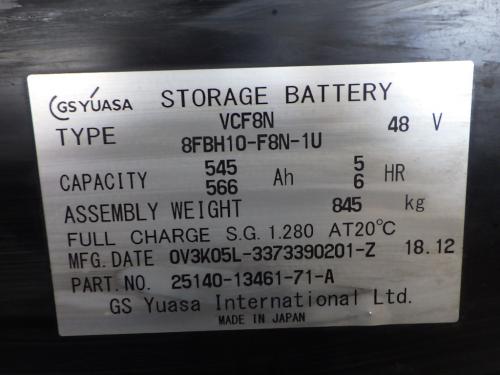 GS YUASA STORAGE BATTERY
TYPE VCF8N 48 V
8FBH10-F8N-1U
CAPACITY 545 Ah 5 HR
566 6
ASSEMBLY WEIGHT 845 kg
FULL CHARGE S.G. 1.280 AT20℃
MFG. DATE 0V3K05L-3373390201-Z 18.12
PART. NO. 25140-13461-71-A
GS Yuasa International Ltd.
MADE IN JAPAN